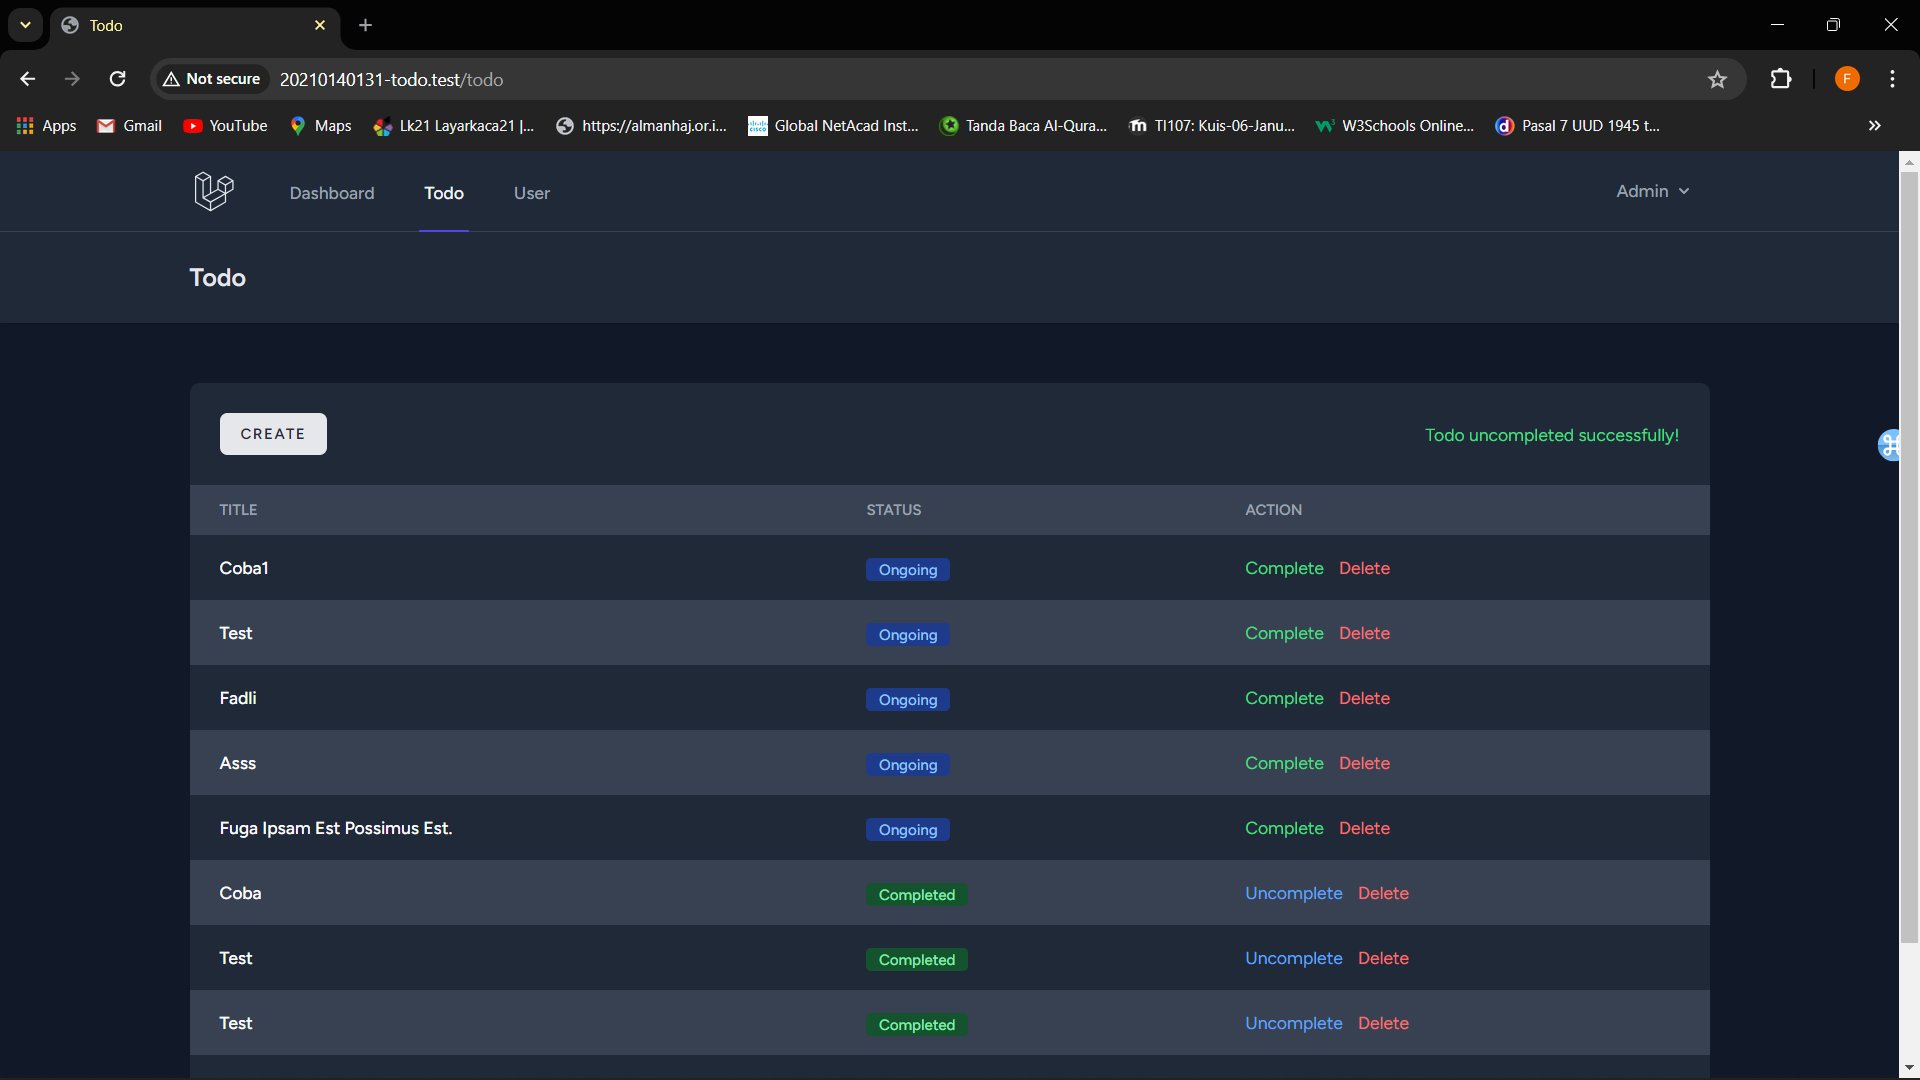 Todo
Not secure 20210140131-todo.test/todo F
Apps Gmail YouTube Maps Lk21 Layarkaca21 |... https://almanhaj.or.i... Global NetAcad Inst... Tanda Baca Al-Qura... TI107: Kuis-06-Janu... W3Schools Online... Pasal 7 UUD 1945 t...
Dashboard Todo User Admin
Todo
CREATE Todo uncompleted successfully!
TITLE STATUS ACTION
Coba1 Ongoing Complete Delete
Test Ongoing Complete Delete
Fadli Ongoing Complete Delete
Asss Ongoing Complete Delete
Fuga Ipsam Est Possimus Est. Ongoing Complete Delete
Coba Completed Uncomplete Delete
Test Completed Uncomplete Delete
Test Completed Uncomplete Delete